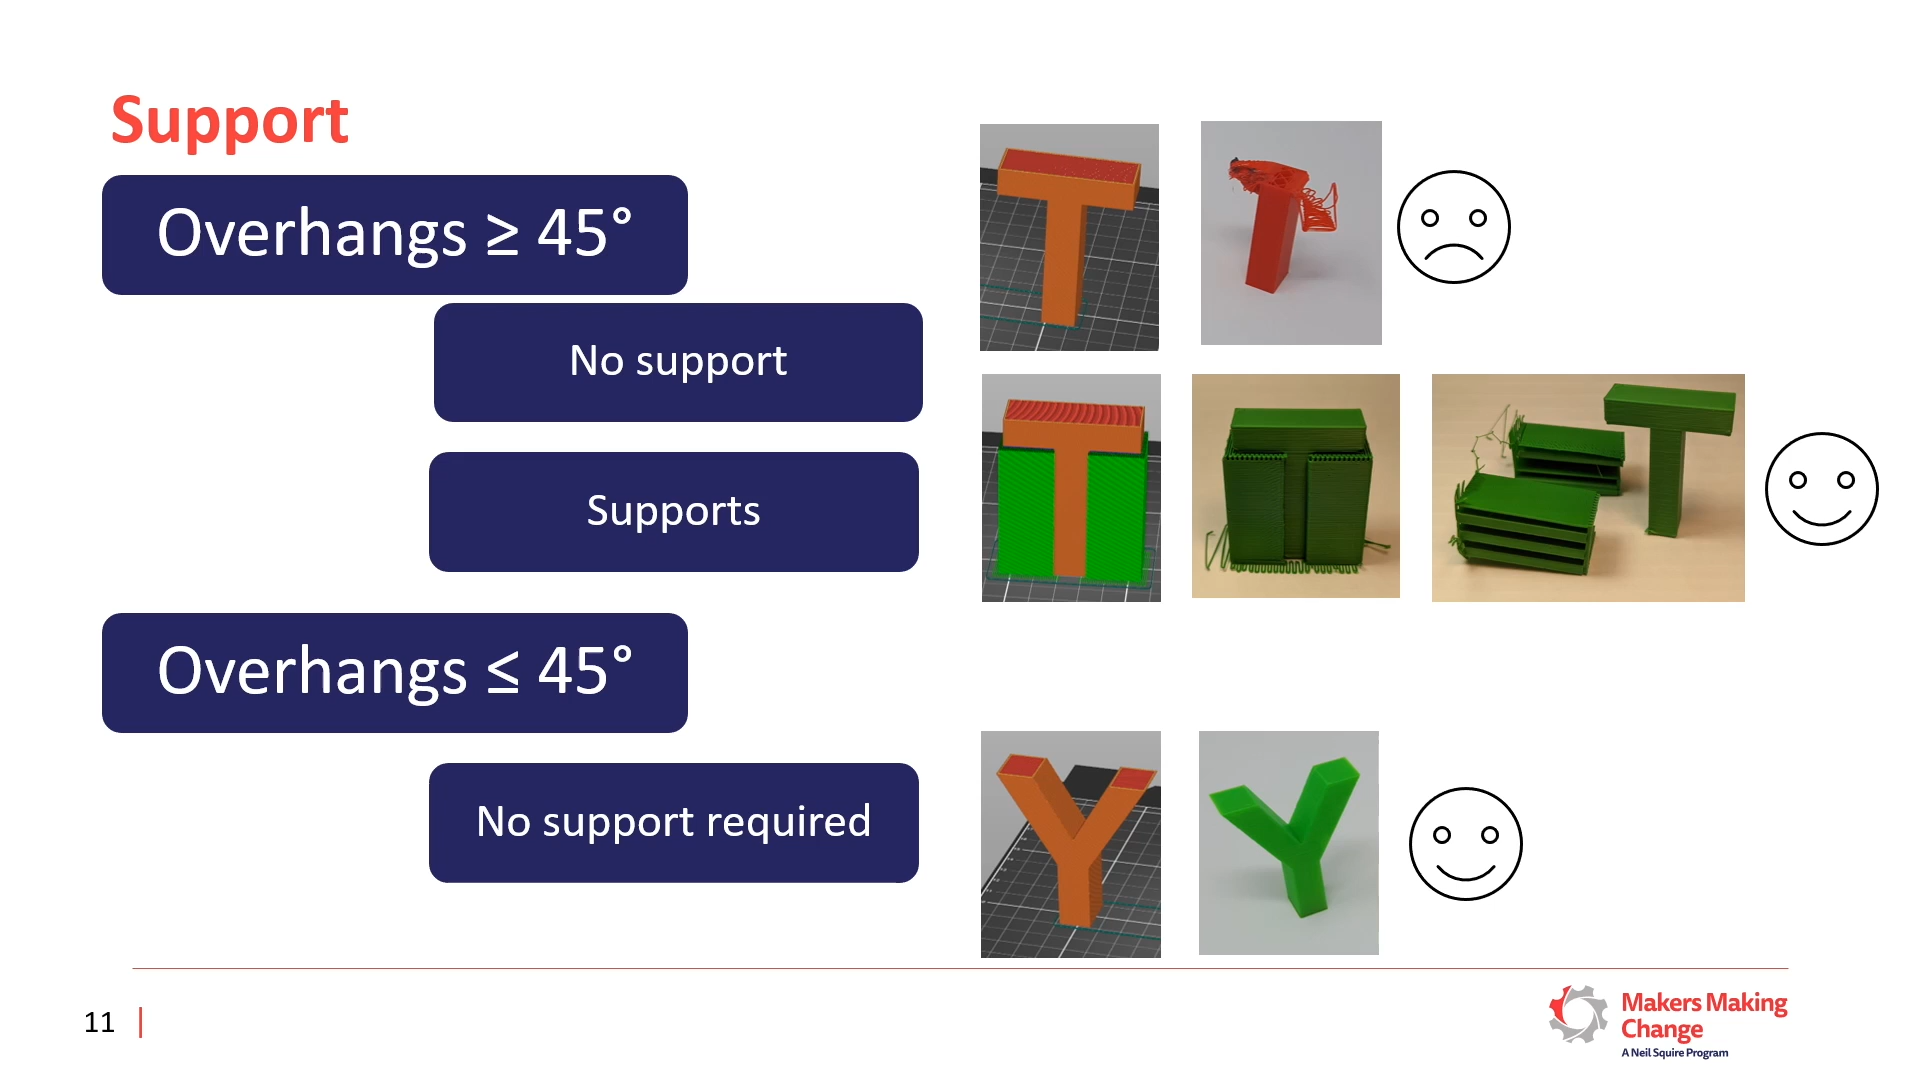 Support
Overhangs ≥ 45°
No support
Supports
Overhangs ≤ 45°
No support required
11
Makers Making
Change
A Neil Squire Program